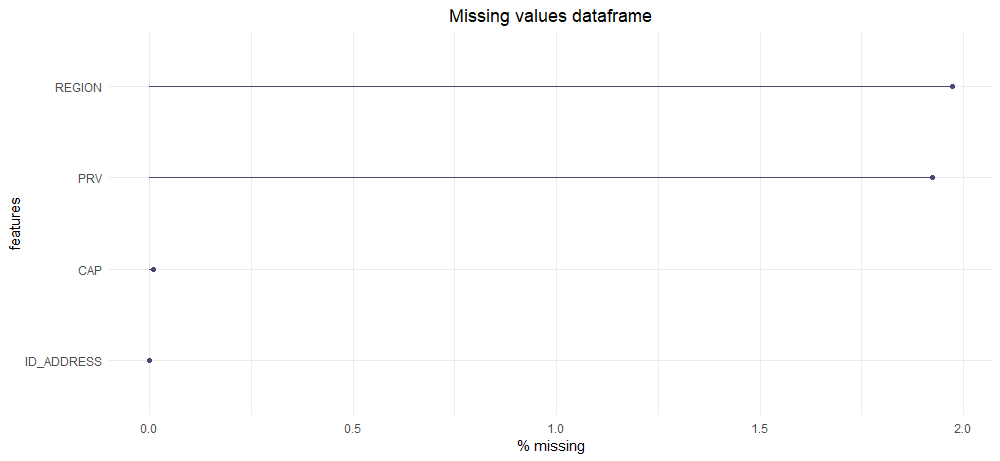 Missing values dataframe
features
REGION
PRV
CAP
ID_ADDRESS
0.0 0.5 1.0 1.5 2.0
% missing